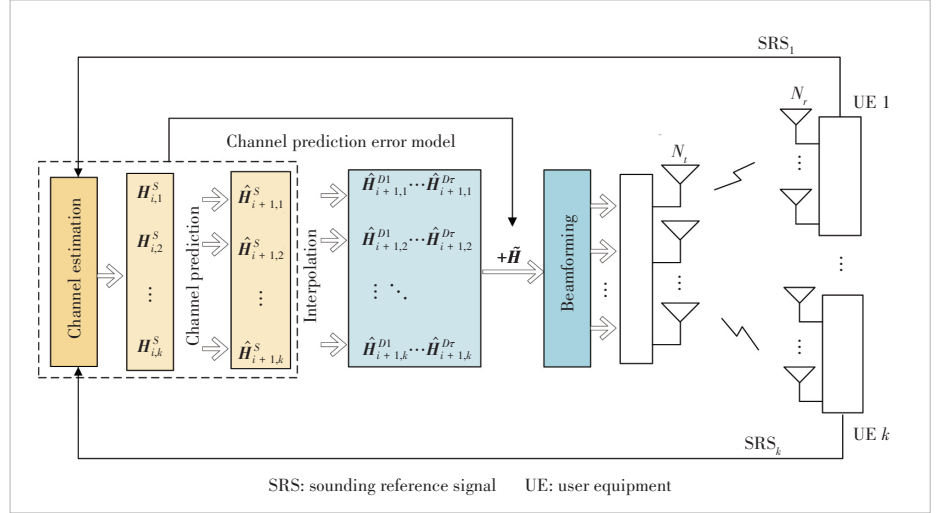 SRS₁
Nᵣ
UE 1
Channel prediction error model
Nₜ
Channel estimation
H^S_{i,1}
H^S_{i,2}
⋮
H^S_{i,k}
Channel prediction
Ĥ^S_{i+1,1}
Ĥ^S_{i+1,2}
⋮
Ĥ^S_{i+1,k}
Interpolation
Ĥ^{D1}_{i+1,1}⋯Ĥ^{Dτ}_{i+1,1}
Ĥ^{D1}_{i+1,2}⋯Ĥ^{Dτ}_{i+1,2}
⋮ ⋱
Ĥ^{D1}_{i+1,k}⋯Ĥ^{Dτ}_{i+1,k}
+H̃
Beamforming
UE k
SRSₖ
SRS: sounding reference signal UE: user equipment